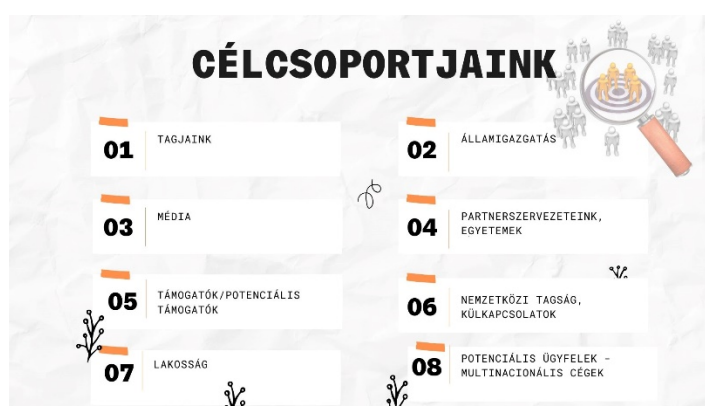 CÉLCSOPORTJAINK
01
TAGJAINK
02
ÁLLAMIGAZGATÁS
03
MÉDIA
04
PARTNERSZERVEZETEINK,
EGYETEMEK
05
TÁMOGATÓK/POTENCIÁLIS
TÁMOGATÓK
06
NEMZETKÖZI TAGSÁG,
KÜLKAPCSOLATOK
07
LAKOSSÁG
08
POTENCIÁLIS ÜGYFELEK –
MULTINACIONÁLIS CÉGEK